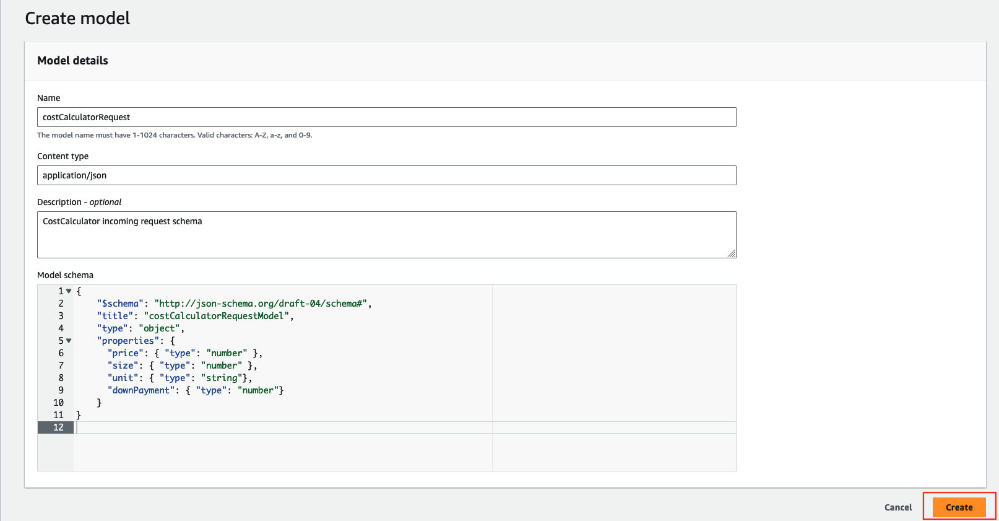 Create model
Model details
Name
costCalculatorRequest
The model name must have 1-1024 characters. Valid characters: A-Z, a-z, and 0-9.
Content type
application/json
Description - optional
CostCalculator incoming request schema
Model schema
1 {
2     "$schema": "http://json-schema.org/draft-04/schema#",
3     "title": "costCalculatorRequestModel",
4     "type": "object",
5     "properties": {
6       "price": { "type": "number" },
7       "size": { "type": "number" },
8       "unit": { "type": "string"},
9       "downPayment": { "type": "number"}
10     }
11 }
12
Cancel Create